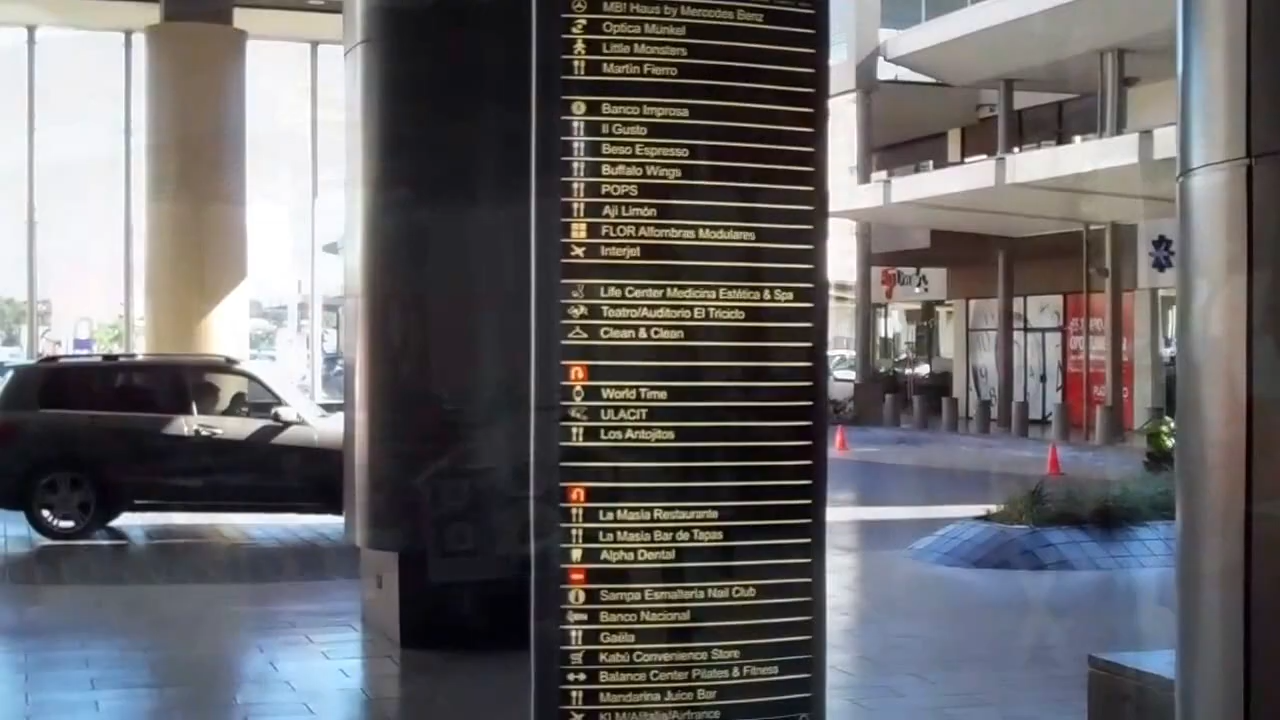 MB! Haus by Mercedes Benz
Optica Münkel
Little Monsters
Martín Fierro
Banco Improsa
Il Gusto
Beso Espresso
Buffalo Wings
POPS
Ají Limón
FLOR Alfombras Modulares
Interjet
Life Center Medicina Estética & Spa
Teatro/Auditorio El Triciclo
Clean & Clean
World Time
ULACIT
Los Antojitos
La Masía Restaurante
La Masía Bar de Tapas
Alpha Dental
Sampa Esmaltería Nail Club
Banco Nacional
Gaëla
Kabú Convenience Store
Balance Center Pilates & Fitness
Mandarina Juice Bar
KLM/Alitalia/Airfrance